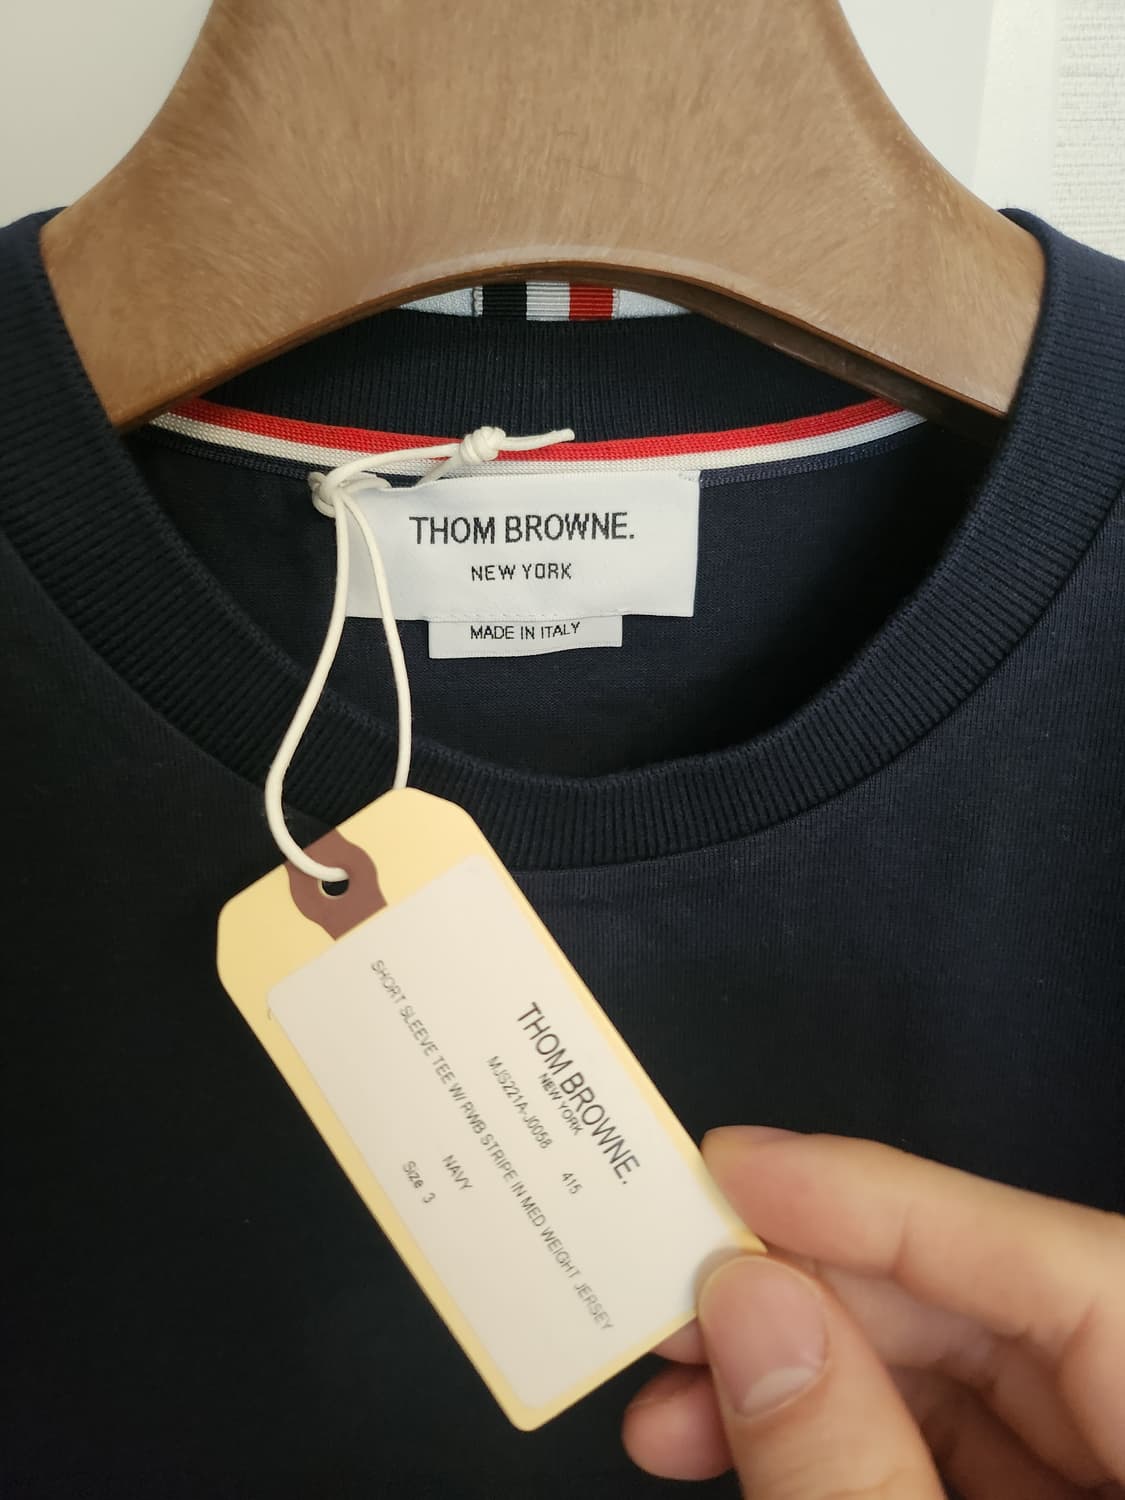 THOM BROWNE.
NEW YORK
MADE IN ITALY
THOM BROWNE.
NEW YORK
MJS221A-J0058 415
SHORT SLEEVE TEE W/ RWB STRIPE IN MED WEIGHT JERSEY
NAVY
Size 3